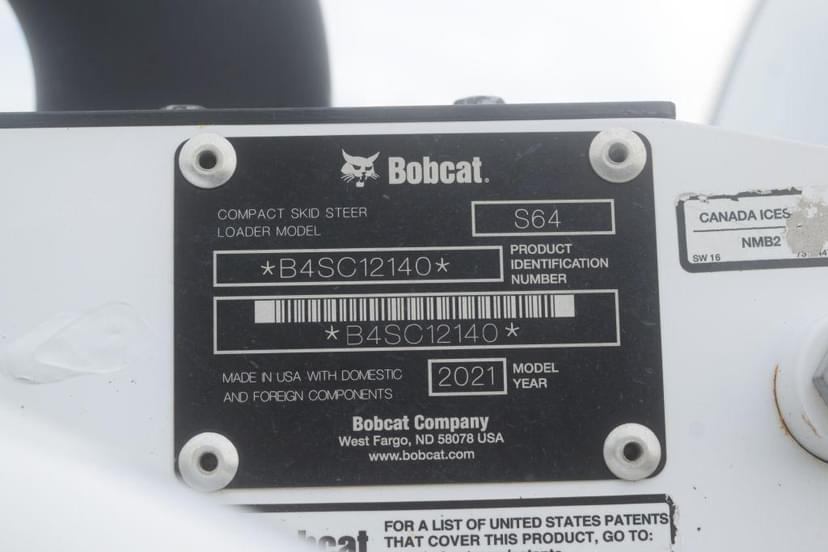 Bobcat.
COMPACT SKID STEER
LOADER MODEL
S64
*B4SC12140*
PRODUCT
IDENTIFICATION
NUMBER
*B4SC12140*
MADE IN USA WITH DOMESTIC
AND FOREIGN COMPONENTS
2021
MODEL
YEAR
Bobcat Company
West Fargo, ND 58078 USA
www.bobcat.com
CANADA ICES
NMB2
SW 16
FOR A LIST OF UNITED STATES PATENTS
THAT COVER THIS PRODUCT, GO TO: